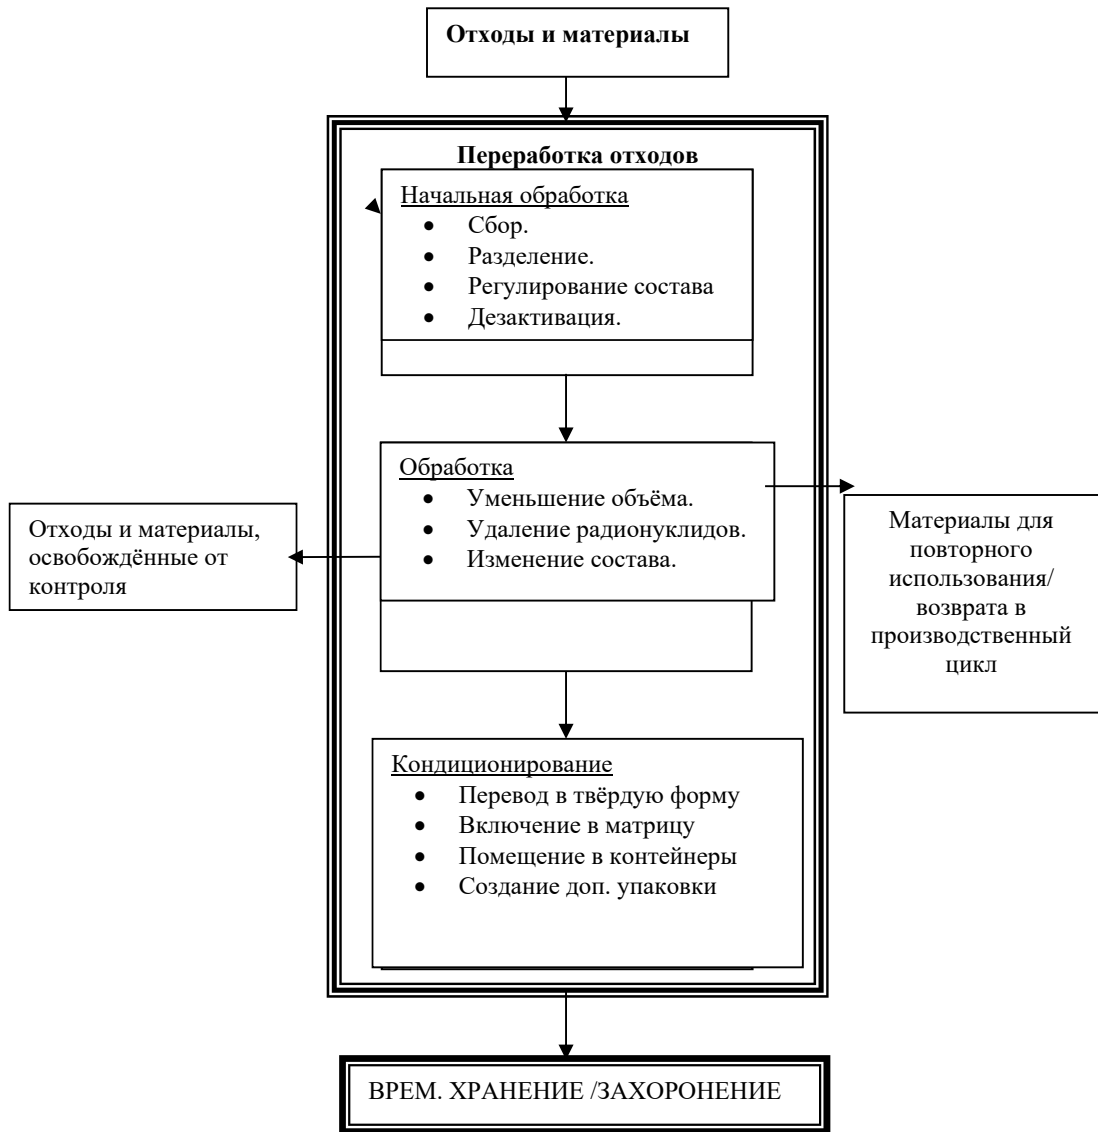 Отходы и материалы
Переработка отходов
Начальная обработка
• Сбор.
• Разделение.
• Регулирование состава
• Дезактивация.
Обработка
• Уменьшение объёма.
• Удаление радионуклидов.
• Изменение состава.
Отходы и материалы,
освобождённые от
контроля
Материалы для
повторного
использования/
возврата в
производственный
цикл
Кондиционирование
• Перевод в твёрдую форму
• Включение в матрицу
• Помещение в контейнеры
• Создание доп. упаковки
ВРЕМ. ХРАНЕНИЕ /ЗАХОРОНЕНИЕ